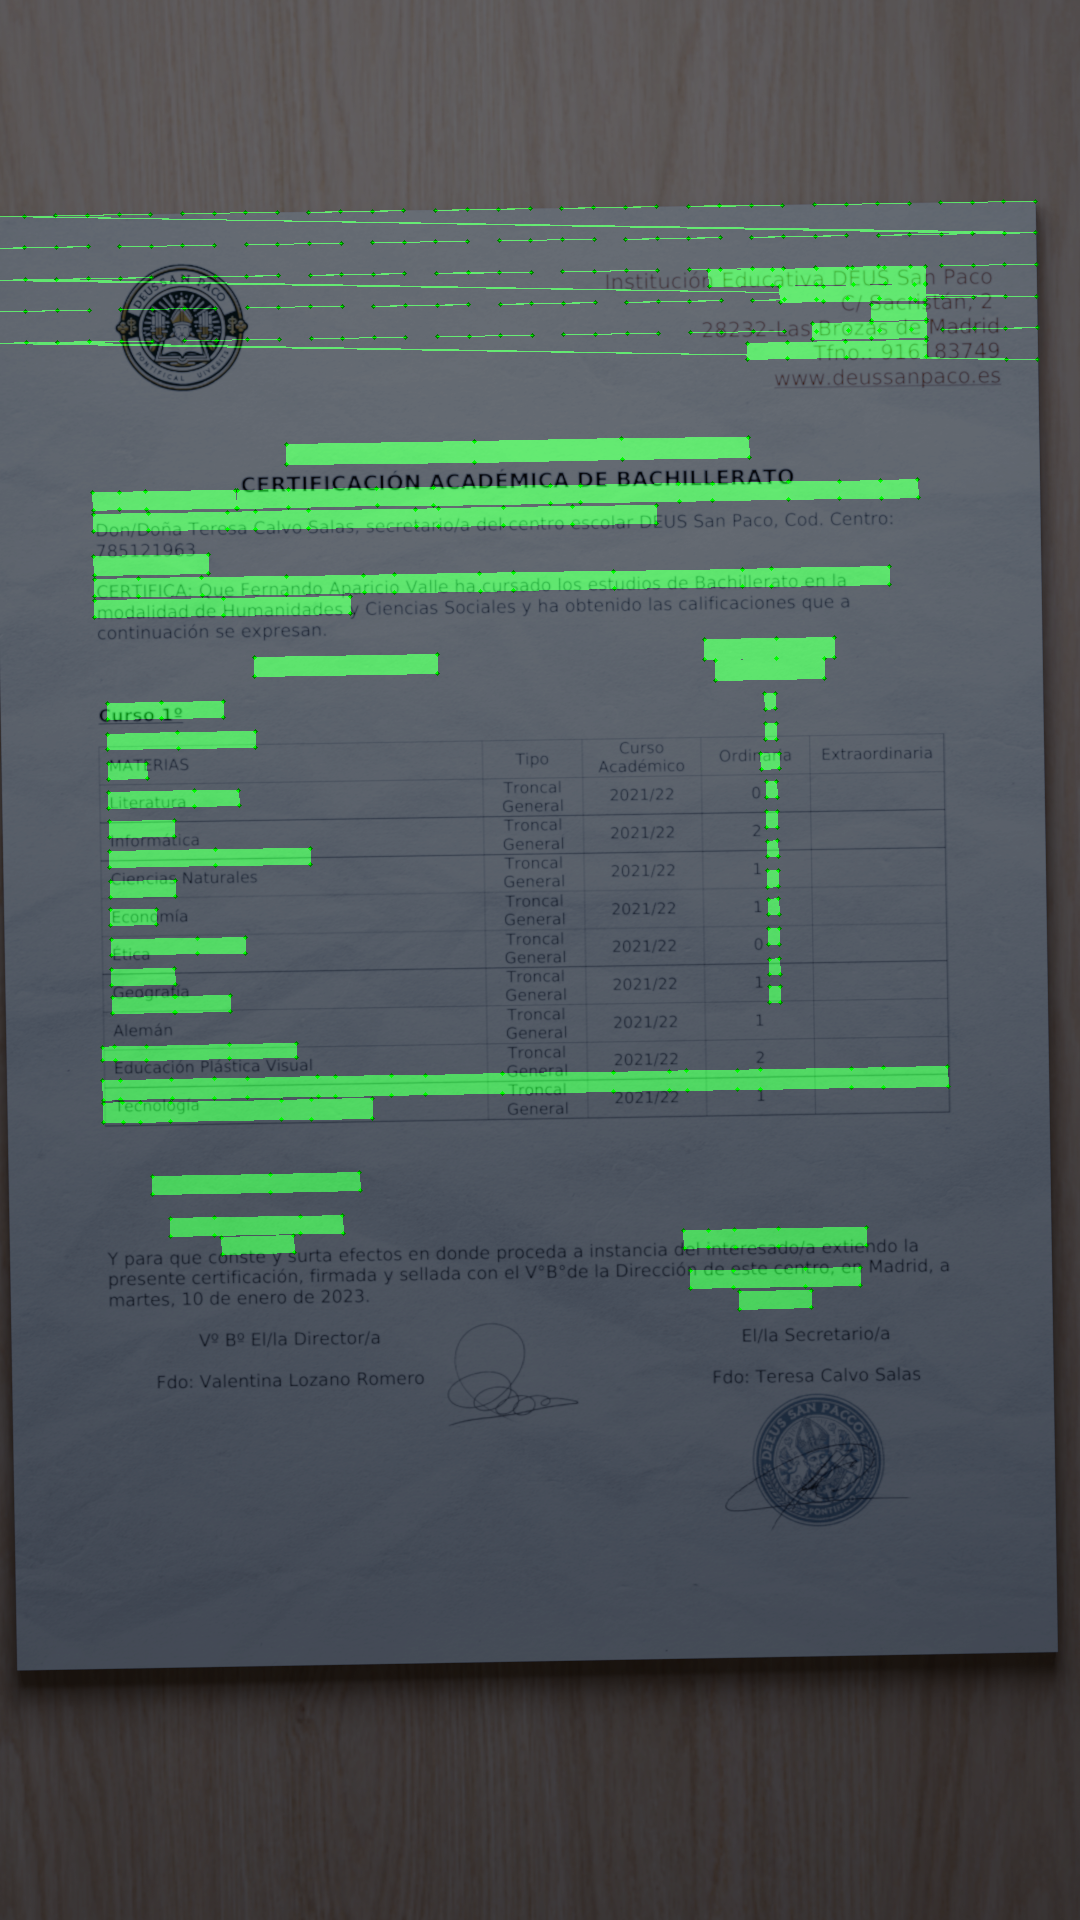 DEUS SAN PACO
PONTIFICAL UIVERSI
Institución Educativa DEUS San Paco
C/ Sacristán, 2
28232-Las Brozas de Madrid
Tfno.: 916183749
www.deussanpaco.es
CERTIFICACIÓN ACADÉMICA DE BACHILLERATO
Don/Doña Teresa Calvo Salas, secretario/a del centro escolar DEUS San Paco, Cod. Centro:
785121963
CERTIFICA: Que Fernando Aparicio Valle ha cursado los estudios de Bachillerato en la
modalidad de Humanidades y Ciencias Sociales y ha obtenido las calificaciones que a
continuación se expresan.
Curso 1º
MATERIAS Tipo Curso Académico Ordinaria Extraordinaria
Literatura Troncal General 2021/22 0
Informática Troncal General 2021/22 2
Ciencias Naturales Troncal General 2021/22 1
Economía Troncal General 2021/22 1
Ética Troncal General 2021/22 0
Geografía Troncal General 2021/22 1
Alemán Troncal General 2021/22 1
Educación Plástica Visual Troncal General 2021/22 2
Tecnología Troncal General 2021/22 1
Y para que conste y surta efectos en donde proceda a instancia del interesado/a extiendo la
presente certificación, firmada y sellada con el V°B°de la Dirección de este centro, en Madrid, a
martes, 10 de enero de 2023.
Vº Bº El/la Director/a
El/la Secretario/a
Fdo: Valentina Lozano Romero
Fdo: Teresa Calvo Salas
DEEUS SAN PACCO